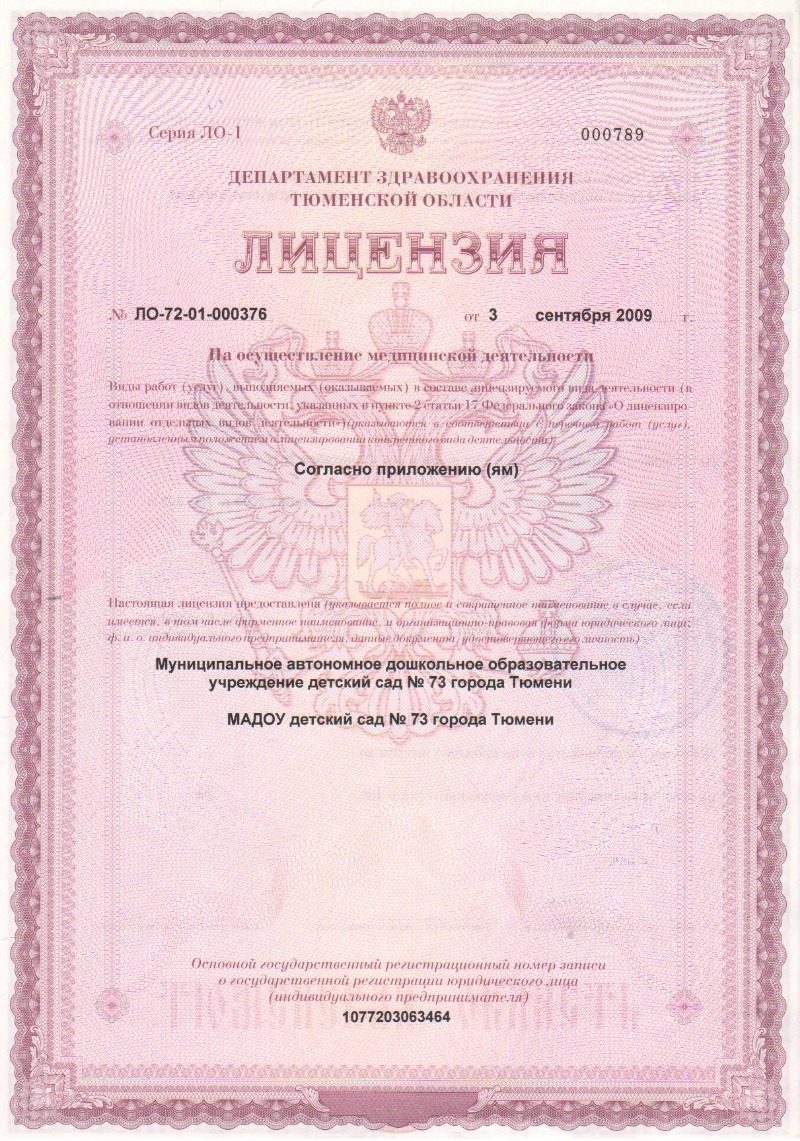 Серия ЛО-1
000789
ДЕПАРТАМЕНТ ЗДРАВООХРАНЕНИЯ
ТЮМЕНСКОЙ ОБЛАСТИ
ЛИЦЕНЗИЯ
№ ЛО-72-01-000376 от 3 сентября 2009 г.
На осуществление медицинской деятельности
Виды работ (услуг), выполняемых (оказываемых) в составе лицензируемого вида деятельности (в
отношении видов деятельности, указанных в пункте 2 статьи 17 Федерального закона «О лицензиро-
вании отдельных видов деятельности»)(указываются в соответствии с перечнем работ (услуг),
установленным положением о лицензировании конкретного вида деятельности):
Согласно приложению (ям)
Настоящая лицензия предоставлена (указывается полное и сокращенное наименование в случае, если
имеется, в том числе фирменное наименование, и организационно-правовая форма юридического лица;
ф. и. о. индивидуального предпринимателя, данные документа, удостоверяющего его личность)
Муниципальное автономное дошкольное образовательное
учреждение детский сад № 73 города Тюмени
МАДОУ детский сад № 73 города Тюмени
Основной государственный регистрационный номер записи
о государственной регистрации юридического лица
(индивидуального предпринимателя)
1077203063464